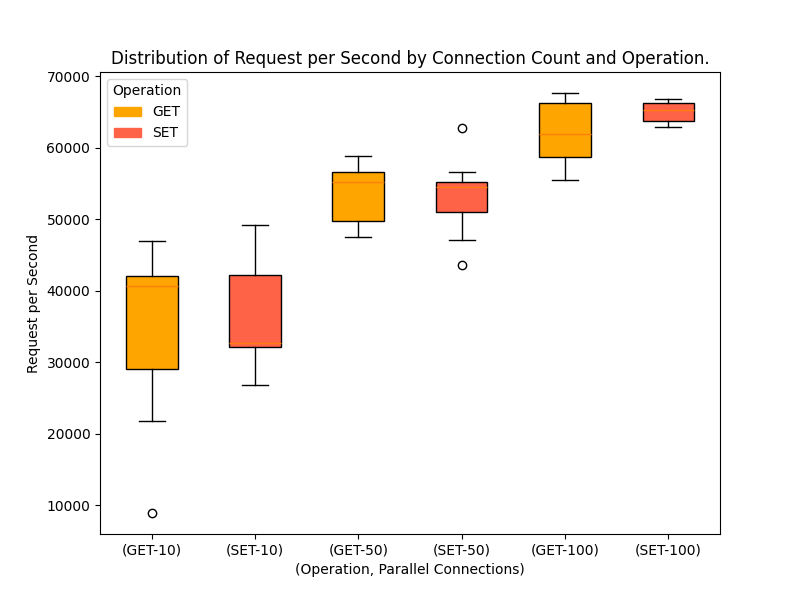 Distribution of Request per Second by Connection Count and Operation.
Operation
GET
SET
Request per Second
70000
60000
50000
40000
30000
20000
10000
(GET-10) (SET-10) (GET-50) (SET-50) (GET-100) (SET-100)
(Operation, Parallel Connections)